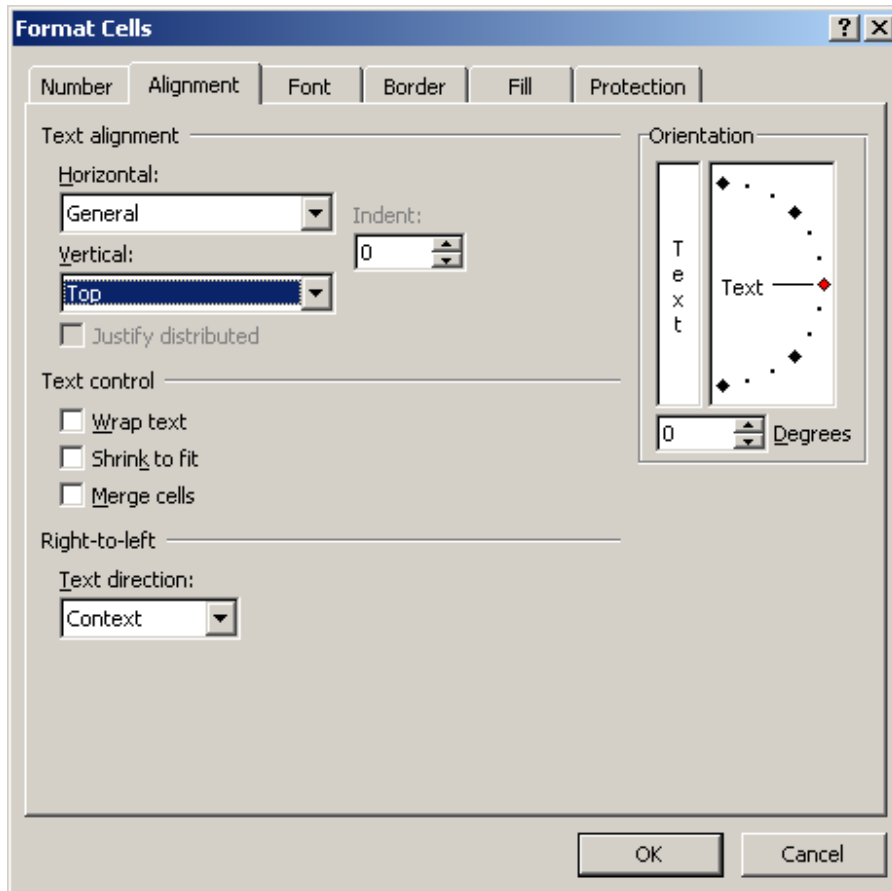 Format Cells
Number Alignment Font Border Fill Protection
Text alignment
Horizontal:
General
Indent:
0
Vertical:
Top
Justify distributed
Text control
Wrap text
Shrink to fit
Merge cells
Right-to-left
Text direction:
Context
Orientation
Text
Text
0 Degrees
OK Cancel